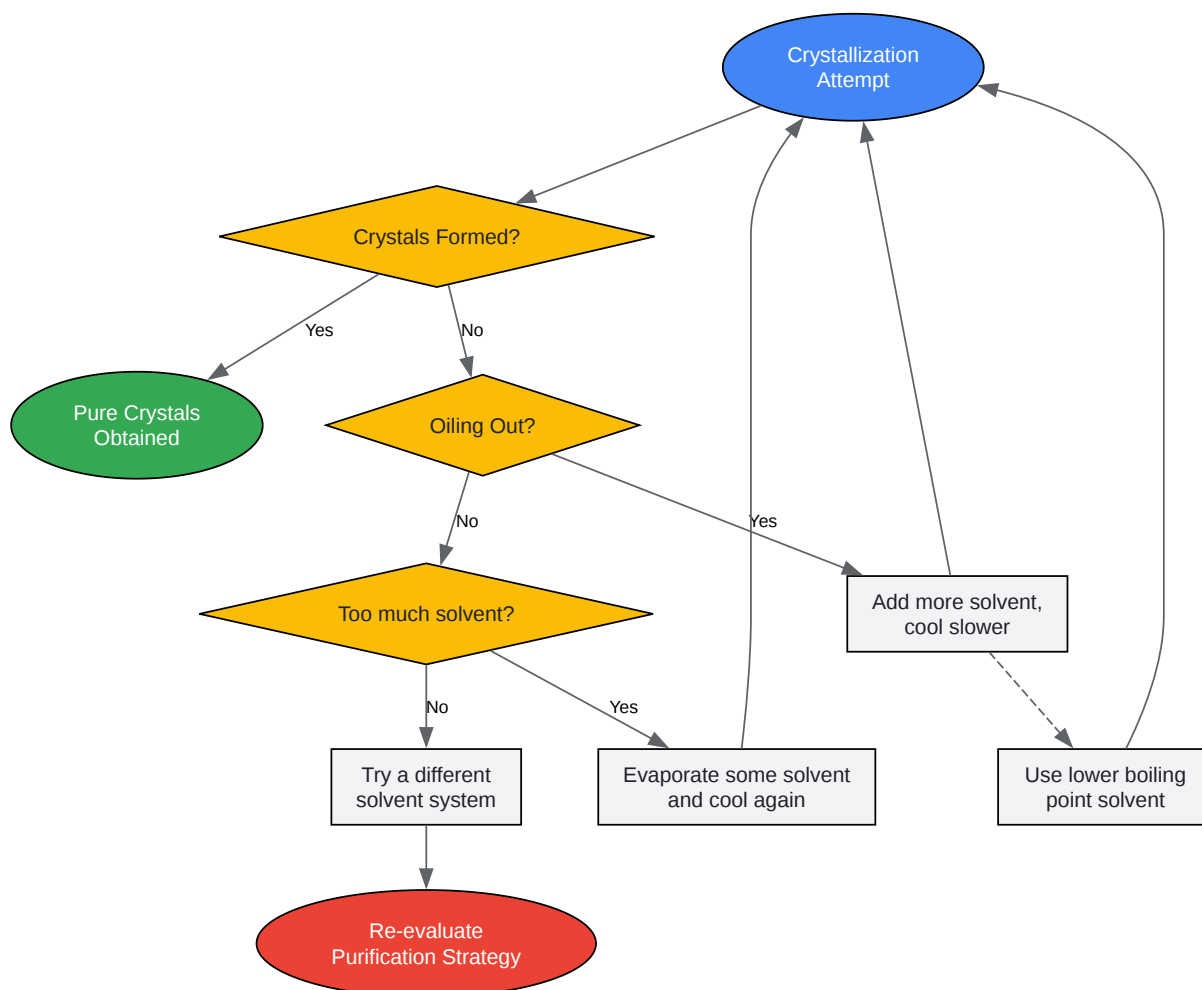 Crystallization
Attempt
Crystals Formed?
Yes
No
Pure Crystals
Obtained
Oiling Out?
No
Yes
Add more solvent,
cool slower
Too much solvent?
No
Yes
Try a different
solvent system
Evaporate some solvent
and cool again
Use lower boiling
point solvent
Re-evaluate
Purification Strategy